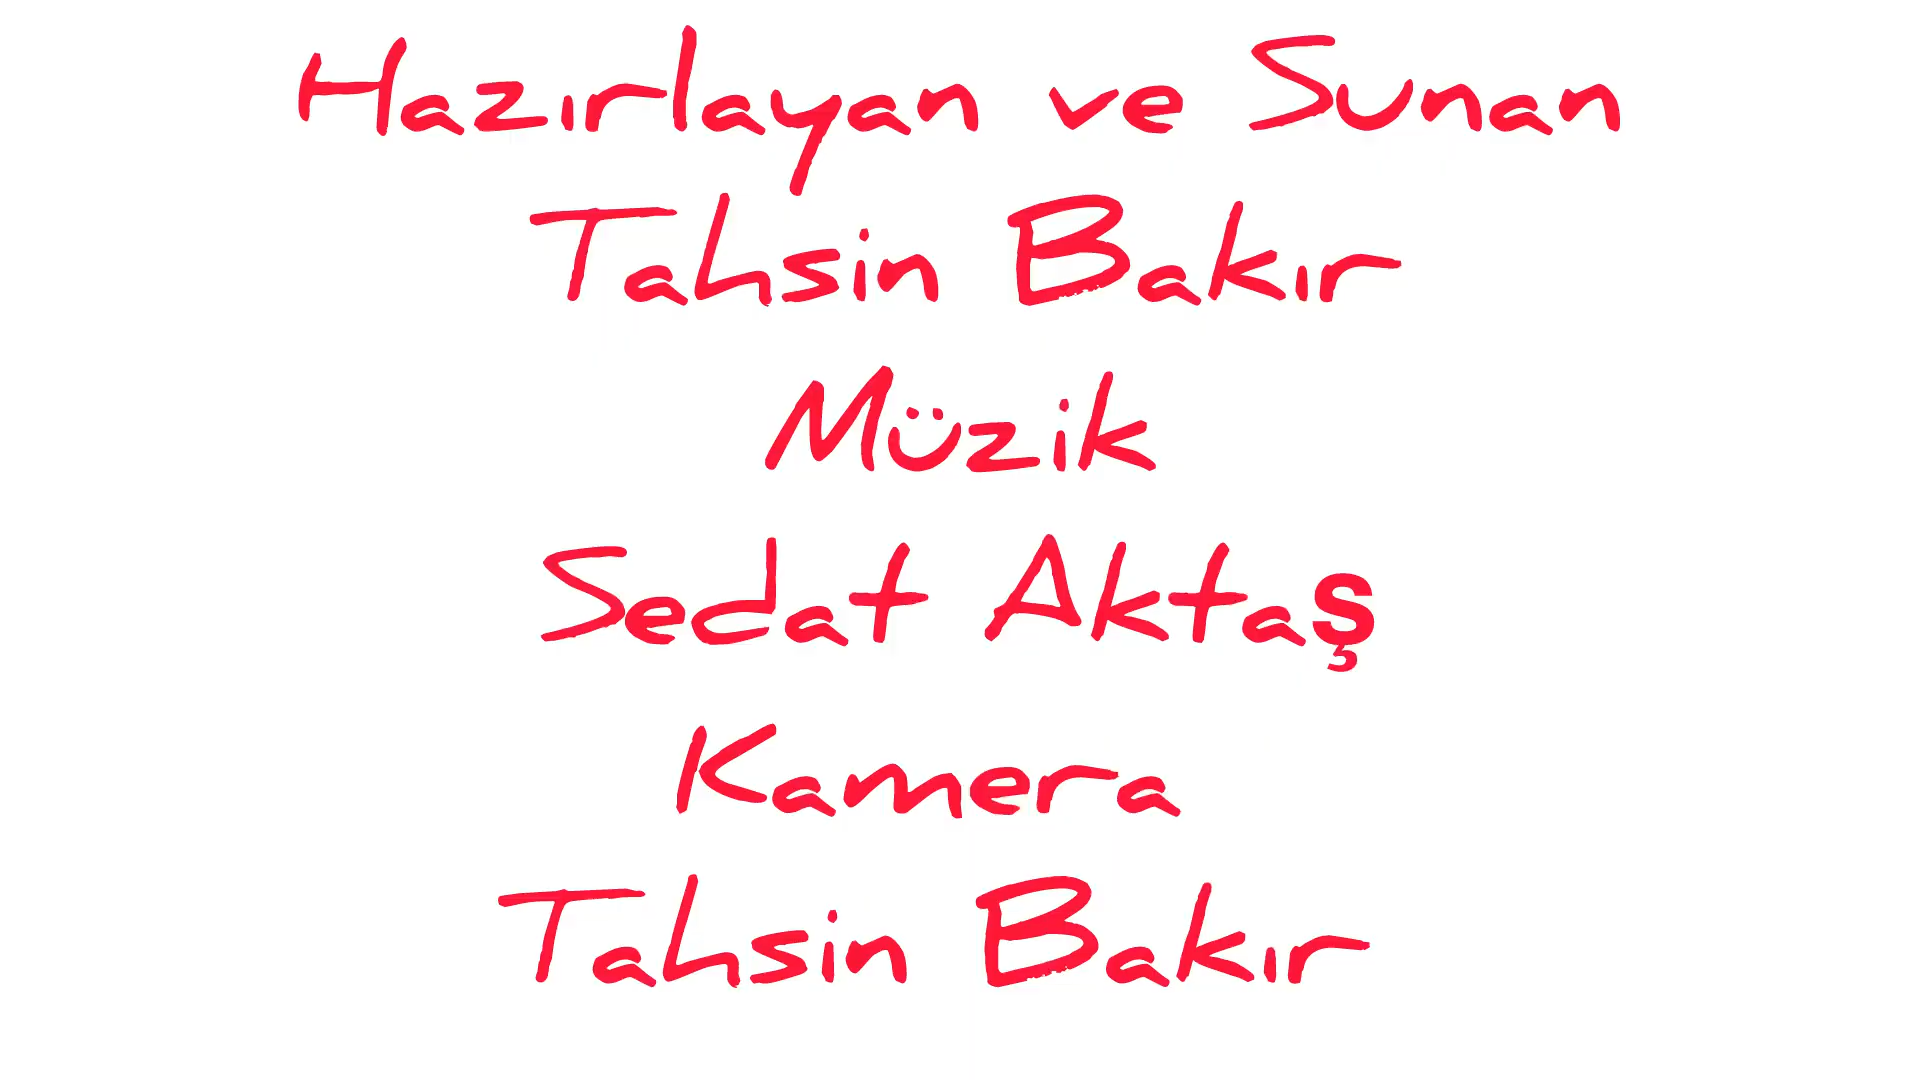 Hazırlayan ve Sunan
Tahsin Bakır
Müzik
Sedat Aktaş
Kamera
Tahsin Bakır